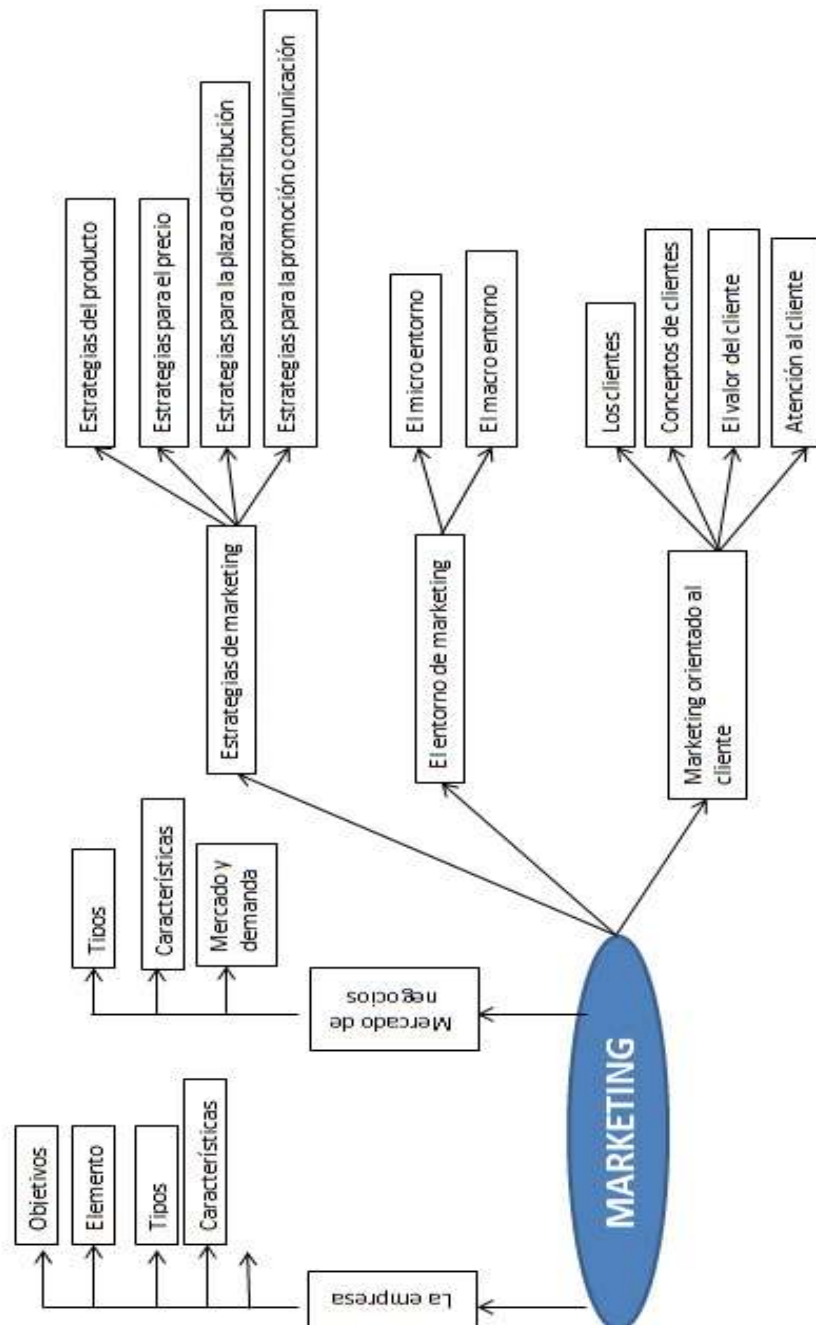 Objetivos
Elemento
Tipos
Características
La empresa
Tipos
Características
Mercado y
demanda
Mercado de
negocios
MARKETING
Estrategias de marketing
Estrategias del producto
Estrategias para el precio
Estrategias para la plaza o distribución
Estrategias para la promoción o comunicación
El entorno de marketing
El micro entorno
El macro entorno
Marketing orientado al
cliente
Los clientes
Conceptos de clientes
El valor del cliente
Atención al cliente